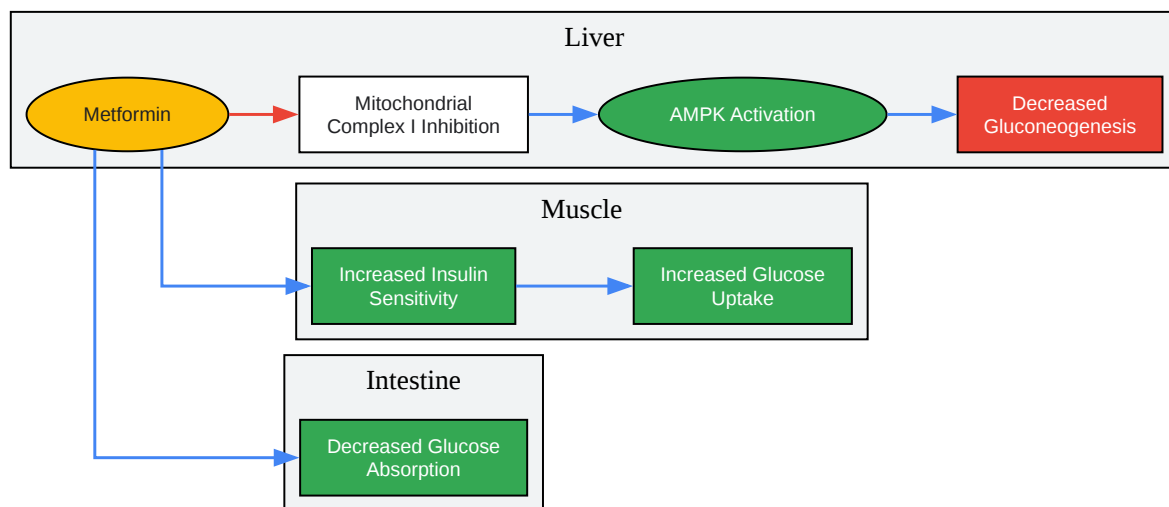 Liver
Metformin
Mitochondrial
Complex I Inhibition
AMPK Activation
Decreased
Gluconeogenesis
Muscle
Increased Insulin
Sensitivity
Increased Glucose
Uptake
Intestine
Decreased Glucose
Absorption